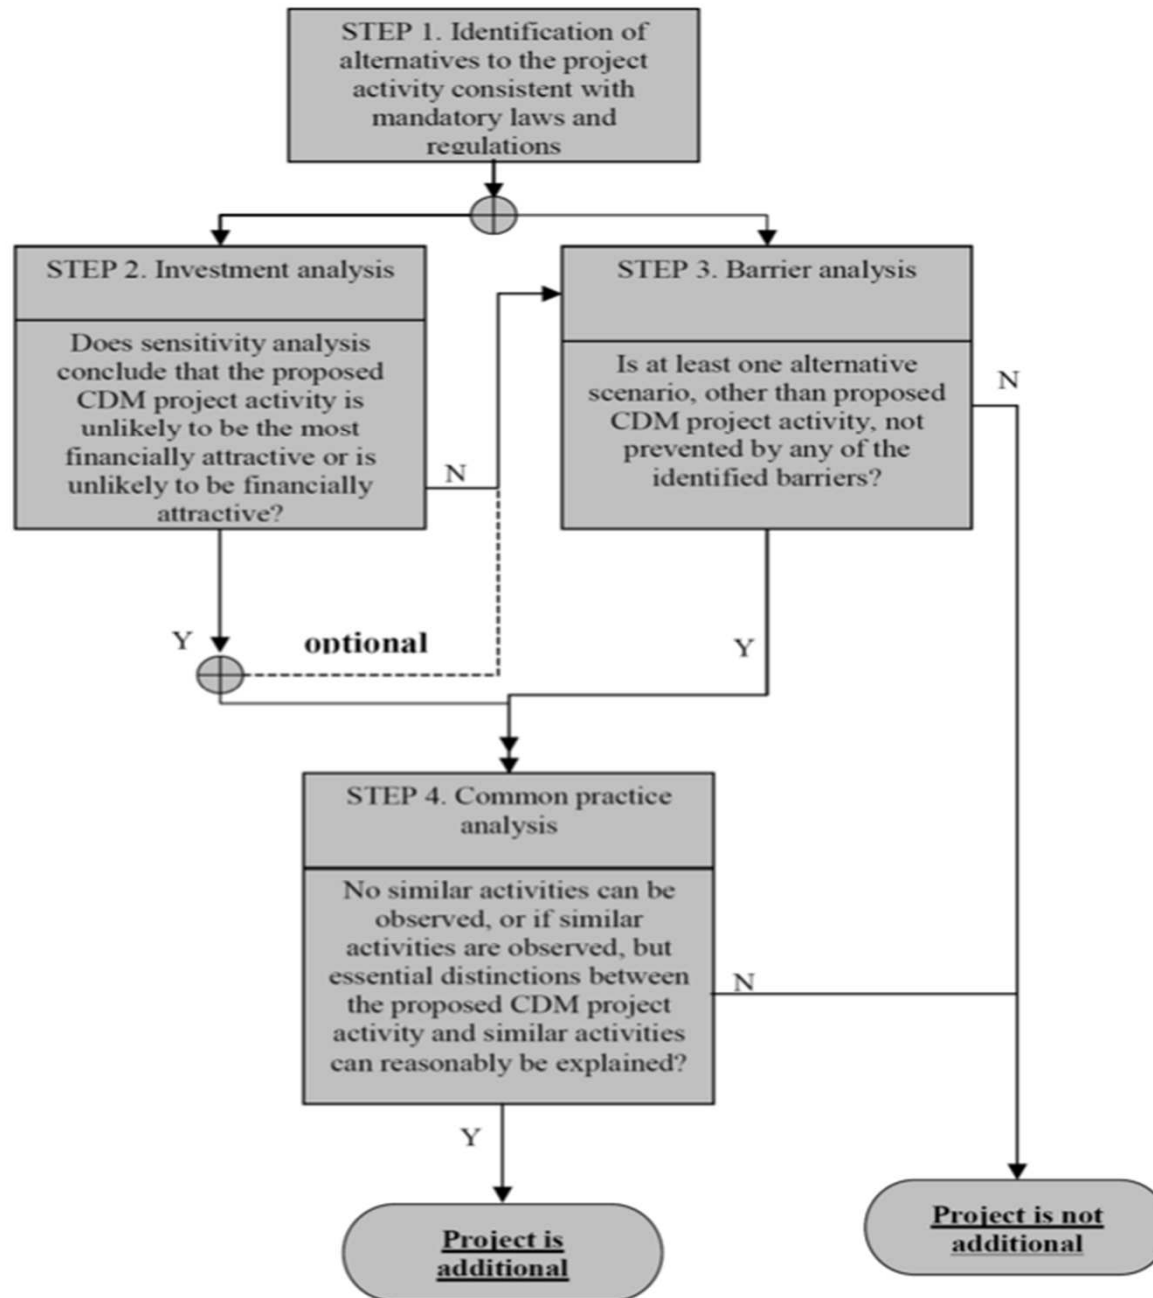 STEP 1. Identification of
alternatives to the project
activity consistent with
mandatory laws and
regulations
STEP 2. Investment analysis
Does sensitivity analysis
conclude that the proposed
CDM project activity is
unlikely to be the most
financially attractive or is
unlikely to be financially
attractive?
N
STEP 3. Barrier analysis
Is at least one alternative
scenario, other than proposed
CDM project activity, not
prevented by any of the
identified barriers?
N
Y
optional
Y
STEP 4. Common practice
analysis
No similar activities can be
observed, or if similar
activities are observed, but
essential distinctions between
the proposed CDM project
activity and similar activities
can reasonably be explained?
N
Y
Project is
additional
Project is not
additional